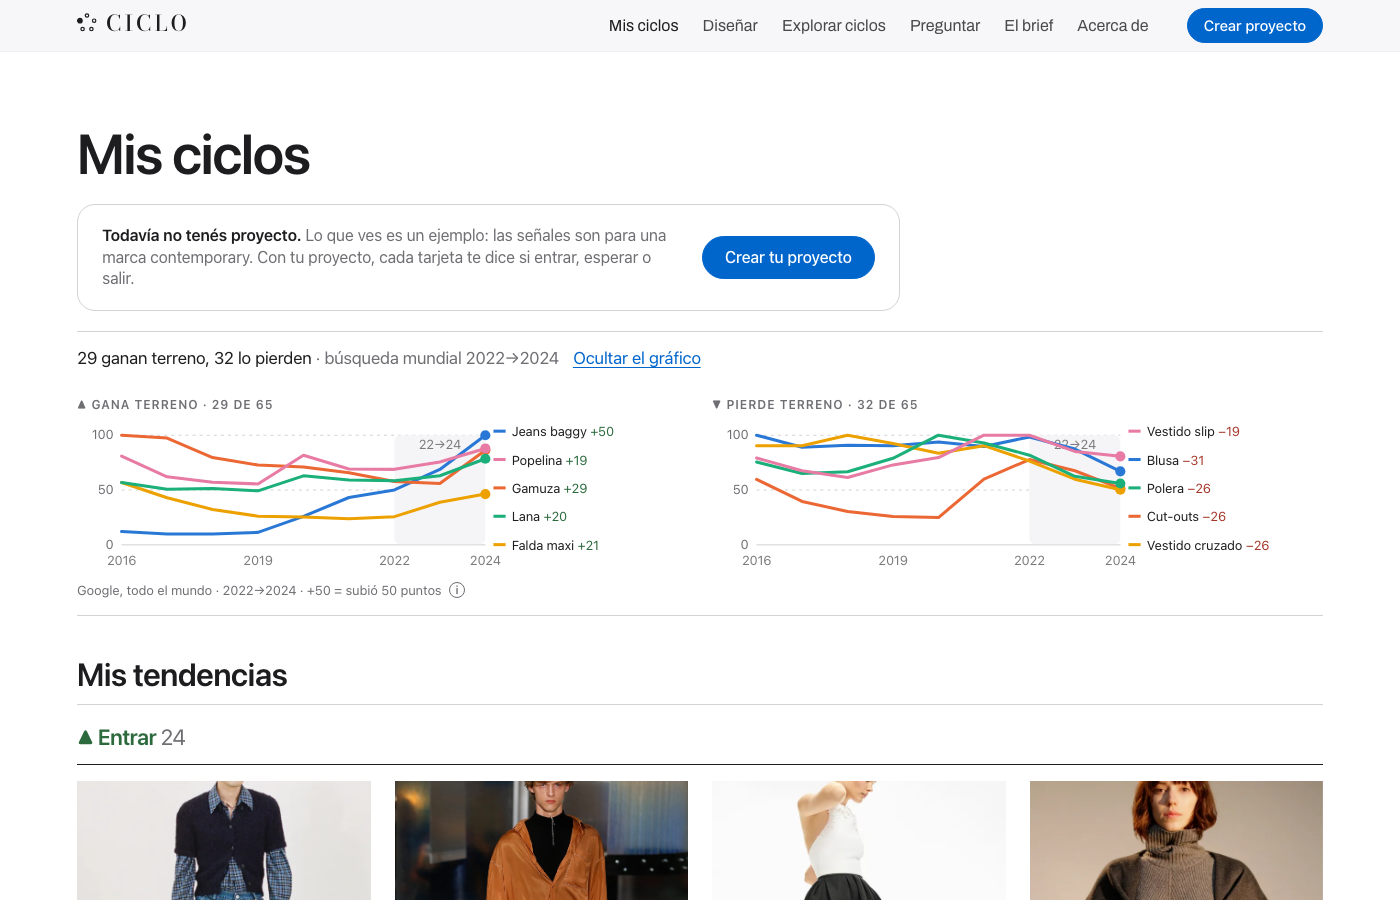 CICLO
Mis ciclos
Diseñar
Explorar ciclos
Preguntar
El brief
Acerca de
Crear proyecto
Mis ciclos
Todavía no tenés proyecto. Lo que ves es un ejemplo: las señales son para una
marca contemporary. Con tu proyecto, cada tarjeta te dice si entrar, esperar o
salir.
Crear tu proyecto
29 ganan terreno, 32 lo pierden · búsqueda mundial 2022→2024 Ocultar el gráfico
▲ GANA TERRENO · 29 DE 65
100
50
0
22→24
2016
2019
2022
2024
Jeans baggy +50
Popelina +19
Gamuza +29
Lana +20
Falda maxi +21
▼ PIERDE TERRENO · 32 DE 65
100
50
0
22→24
2016
2019
2022
2024
Vestido slip −19
Blusa −31
Polera −26
Cut-outs −26
Vestido cruzado −26
Google, todo el mundo · 2022→2024 · +50 = subió 50 puntos
Mis tendencias
▲ Entrar 24